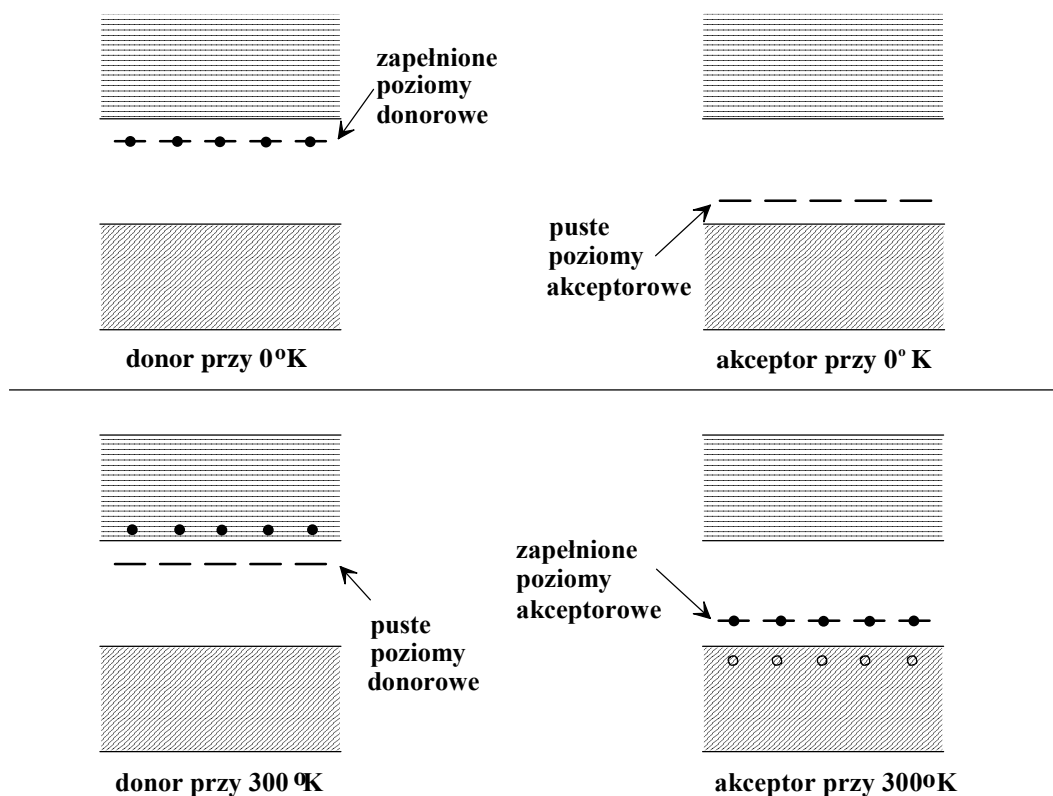 zapełnione
poziomy
donorowe
puste
poziomy
akceptorowe
donor przy 0°K
akceptor przy 0° K
zapełnione
poziomy
akceptorowe
puste
poziomy
donorowe
donor przy 300 °K
akceptor przy 300°K